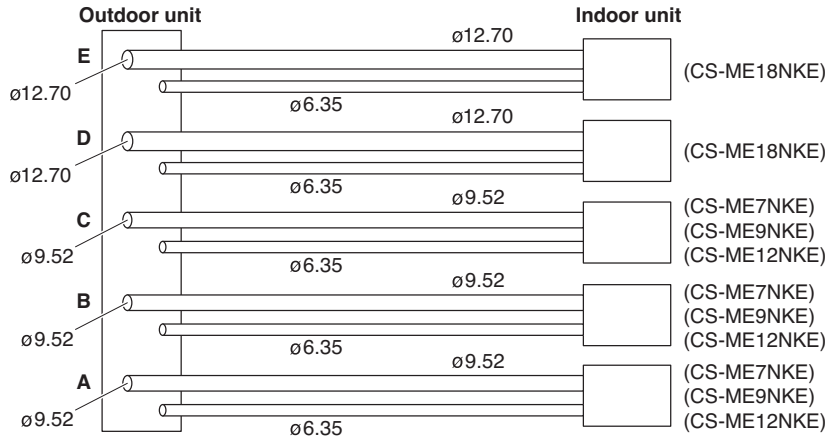 Outdoor unit
Indoor unit
E
ø12.70
(CS-ME18NKE)
ø12.70
ø6.35
D
ø12.70
(CS-ME18NKE)
ø12.70
ø6.35
C
ø9.52
(CS-ME7NKE)
(CS-ME9NKE)
(CS-ME12NKE)
ø9.52
ø6.35
B
ø9.52
(CS-ME7NKE)
(CS-ME9NKE)
(CS-ME12NKE)
ø9.52
ø6.35
A
ø9.52
(CS-ME7NKE)
(CS-ME9NKE)
(CS-ME12NKE)
ø9.52
ø6.35